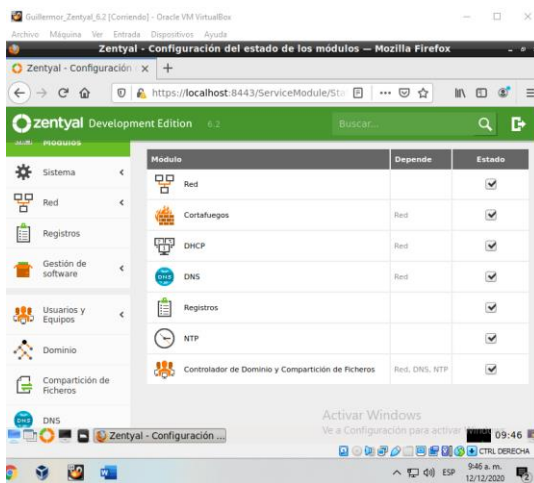 Guillermor_Zentyal_6.2 [Corriendo] - Oracle VM VirtualBox
Archivo Máquina Ver Entrada Dispositivos Ayuda
Zentyal - Configuración del estado de los módulos — Mozilla Firefox
Zentyal - Configuración
https://localhost:8443/ServiceModule/Sta
zentyal Development Edition 6.2
Buscar...
Módulos
Sistema
Red
Registros
Gestión de software
Usuarios y Equipos
Dominio
Compartición de Ficheros
DNS
Módulo Depende Estado
Red
Cortafuegos Red
DHCP Red
DNS Red
Registros
NTP
Controlador de Dominio y Compartición de Ficheros Red, DNS, NTP
Activar Windows
Ve a Configuración para activar
Zentyal - Configuración ...
09:46
CTRL DERECHA
ESP
9:46 a. m.
12/12/2020
2